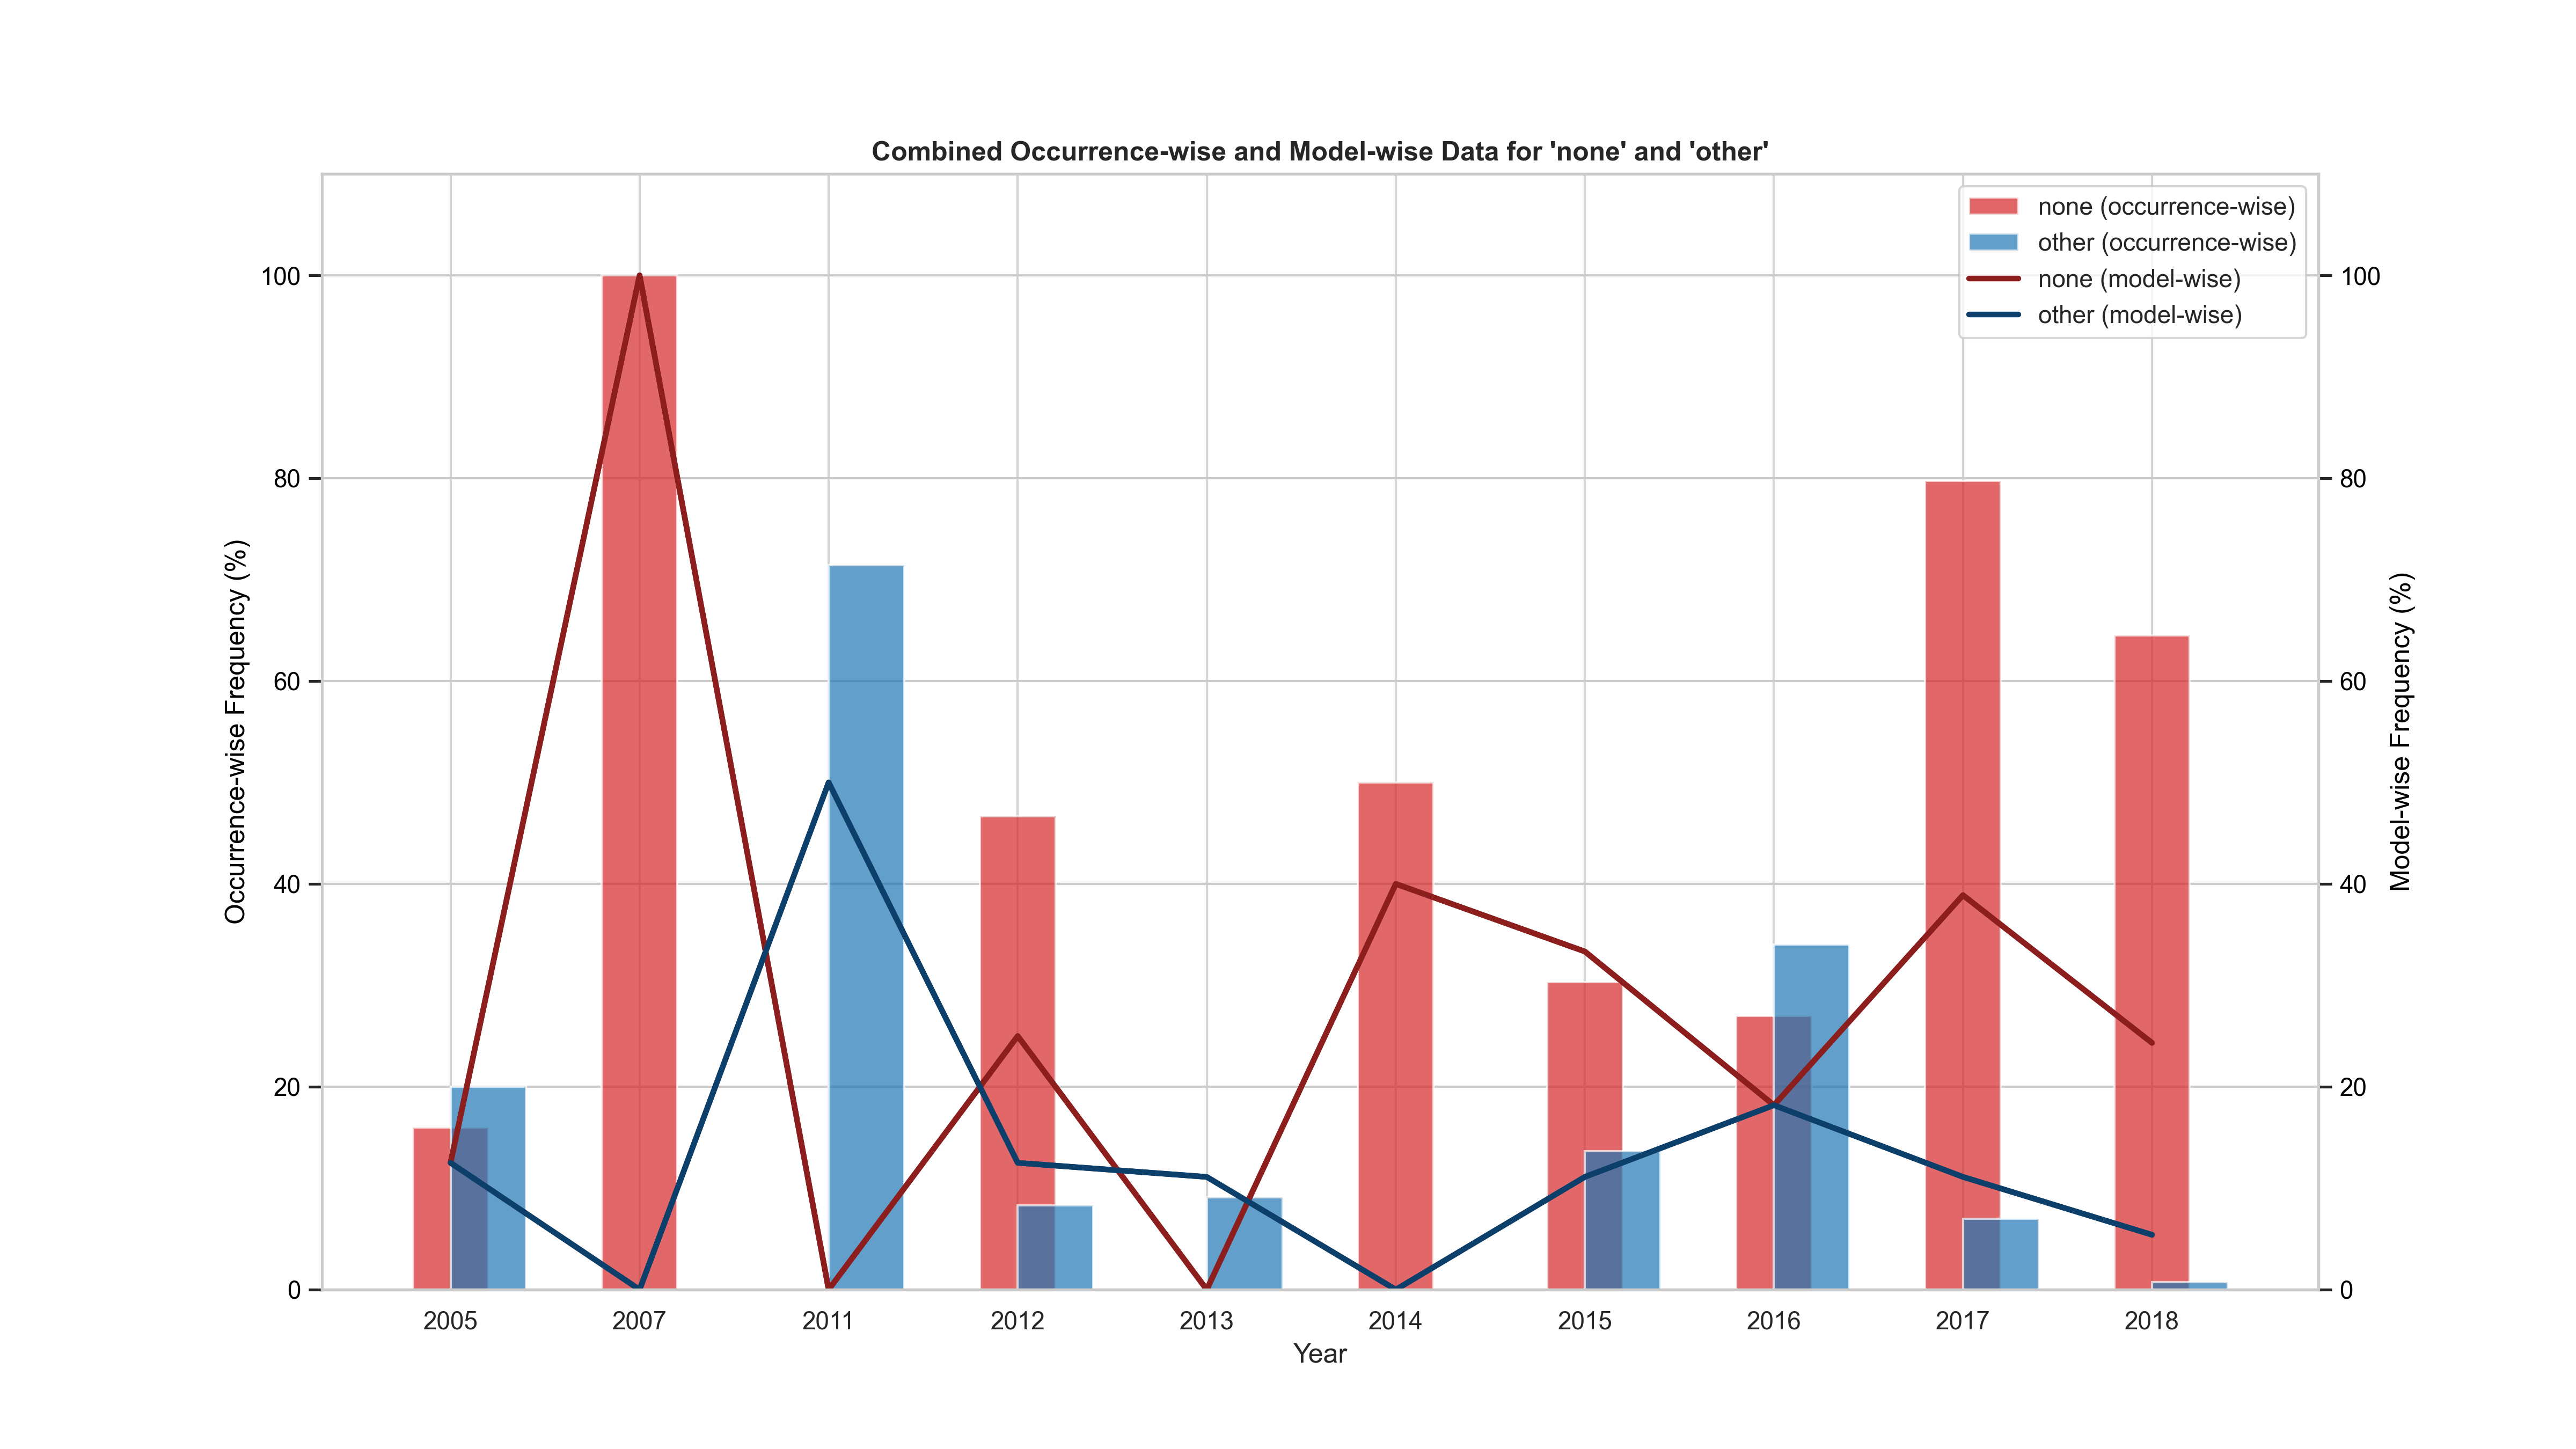 Combined Occurrence-wise and Model-wise Data for 'none' and 'other'
none (occurrence-wise)
other (occurrence-wise)
none (model-wise)
other (model-wise)
Occurrence-wise Frequency (%)
100
80
60
40
20
0
Model-wise Frequency (%)
100
80
60
40
20
0
2005 2007 2011 2012 2013 2014 2015 2016 2017 2018
Year